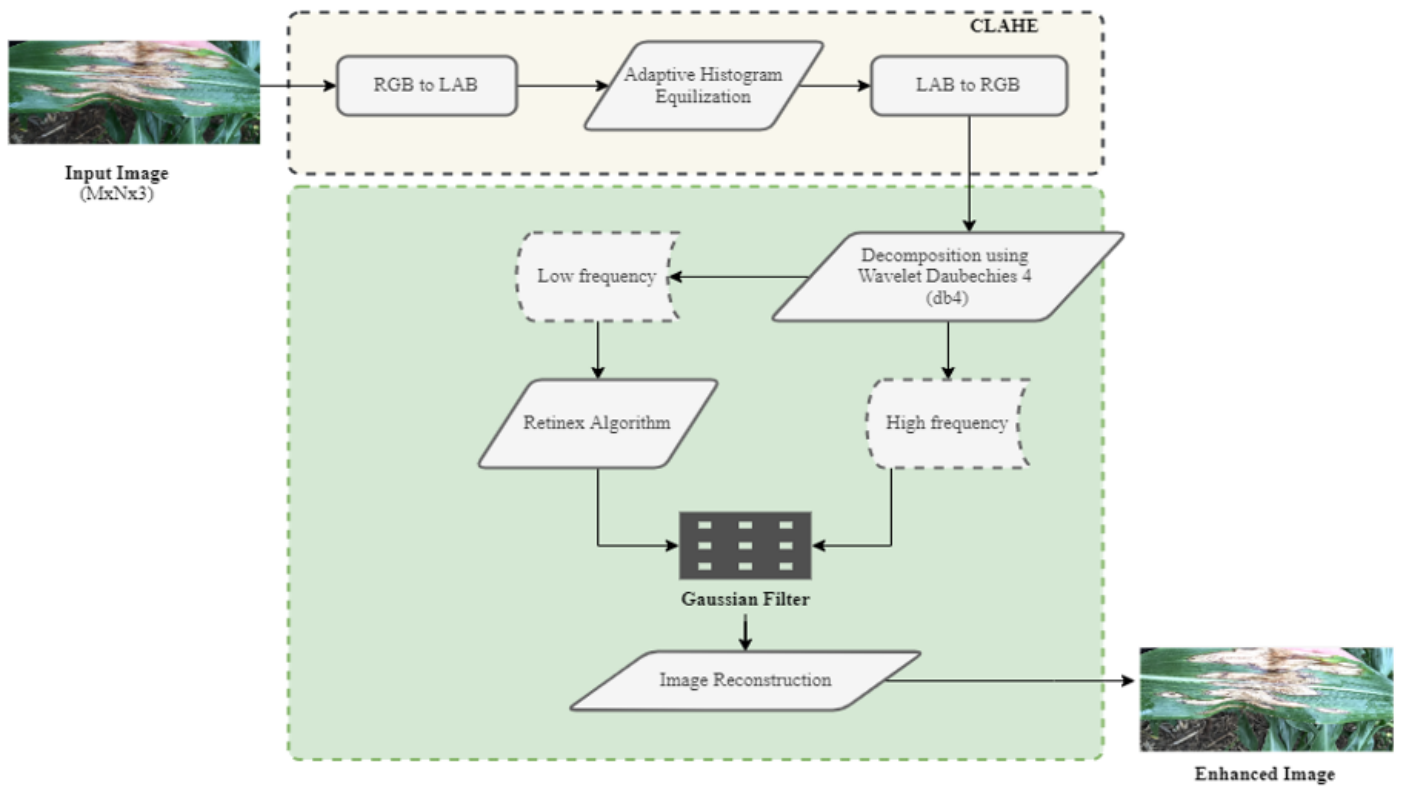 CLAHE
RGB to LAB
Adaptive Histogram
Equilization
LAB to RGB
Input Image
(MxNx3)
Low frequency
Decomposition using
Wavelet Daubechies 4
(db4)
Retinex Algorithm
High frequency
Gaussian Filter
Image Reconstruction
Enhanced Image